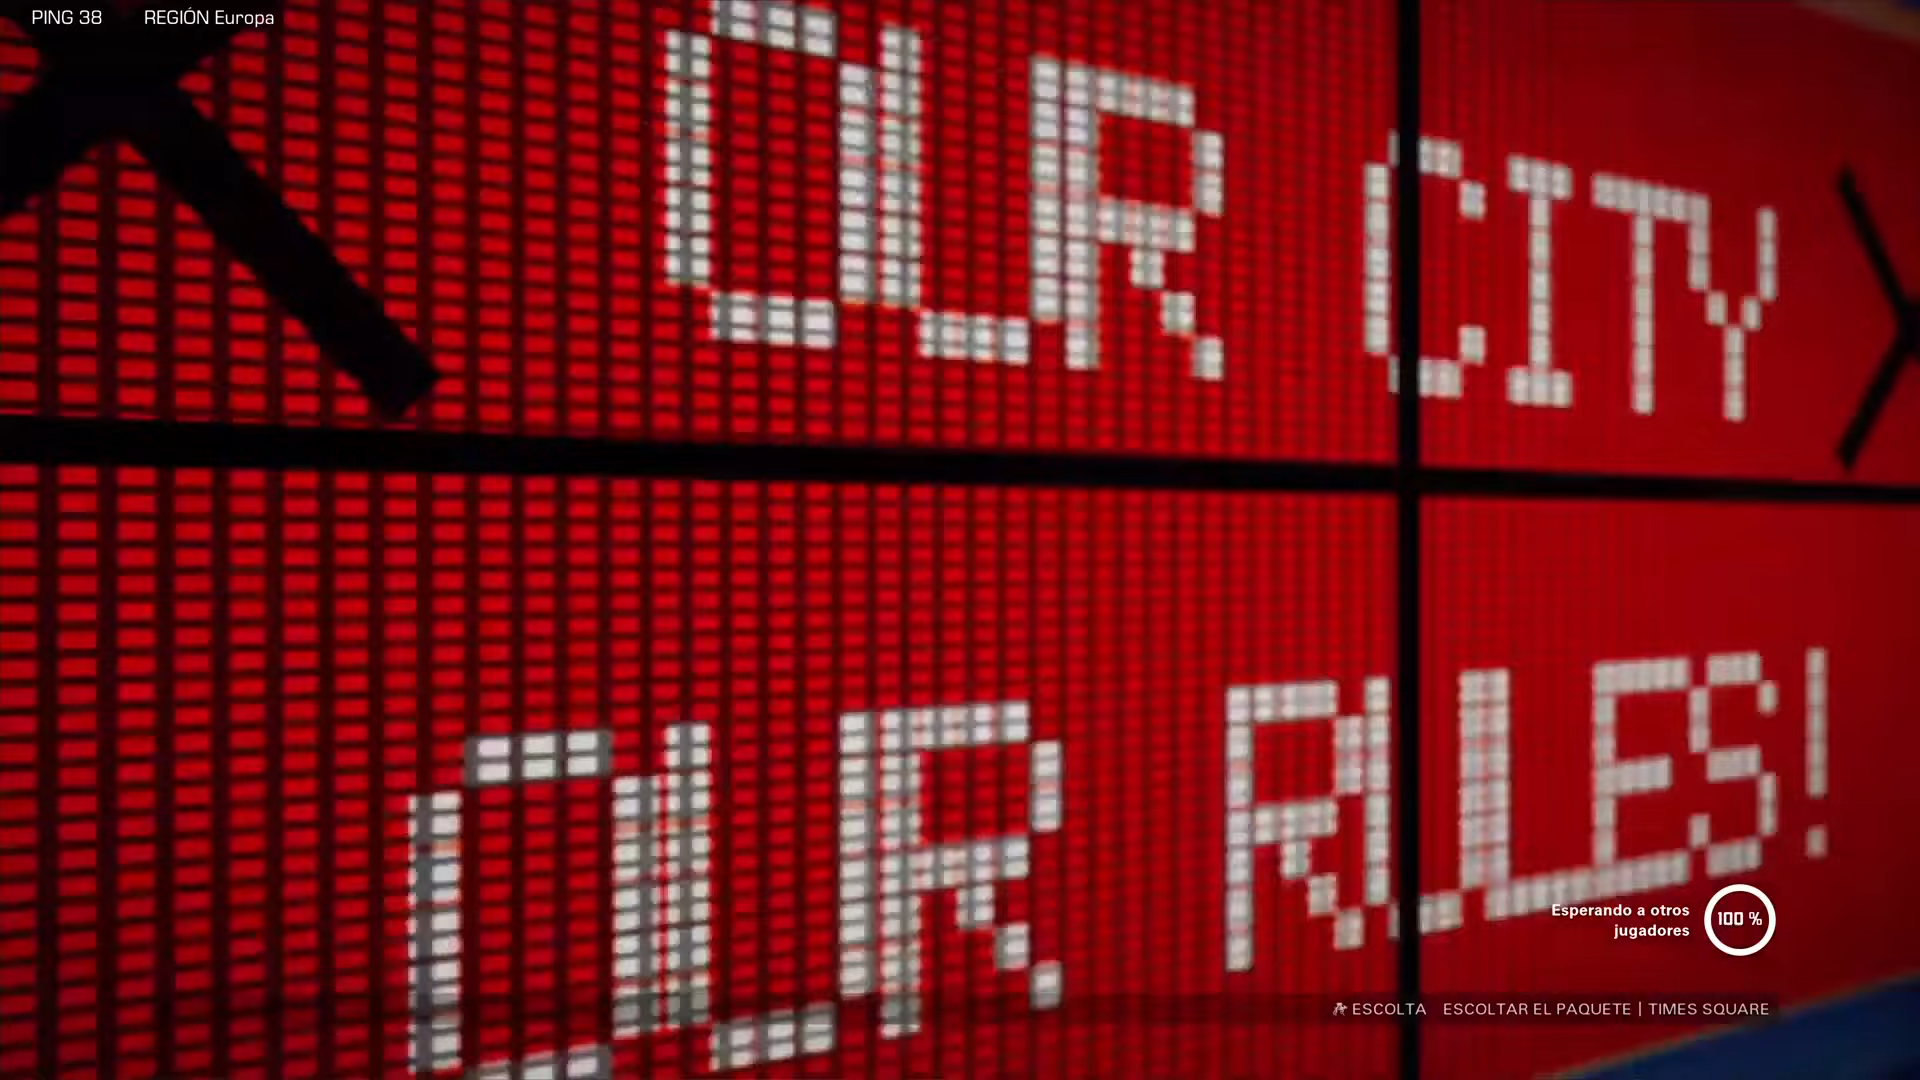 PING 38 REGIÓN Europa
OUR CITY
OUR RULES!
Esperando a otros
jugadores
100 %
ESCOLTA ESCOLTAR EL PAQUETE | TIMES SQUARE